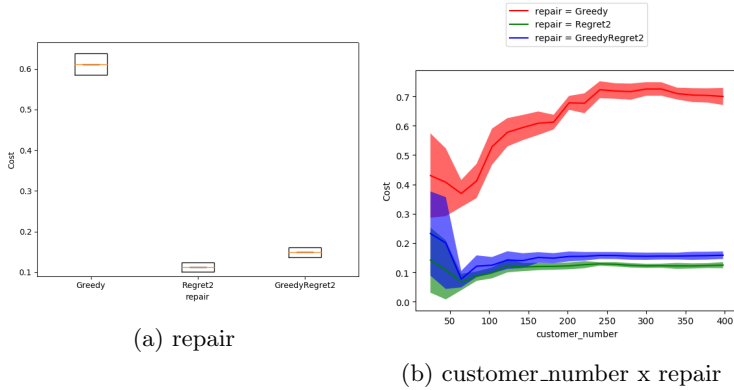 0.6
0.5
0.4
0.3
0.2
0.1
Cost
Greedy Regret2 GreedyRegret2
repair
(a) repair
repair = Greedy
repair = Regret2
repair = GreedyRegret2
0.7
0.6
0.5
0.4
0.3
0.2
0.1
0.0
Cost
50 100 150 200 250 300 350 400
customer_number
(b) customer_number x repair